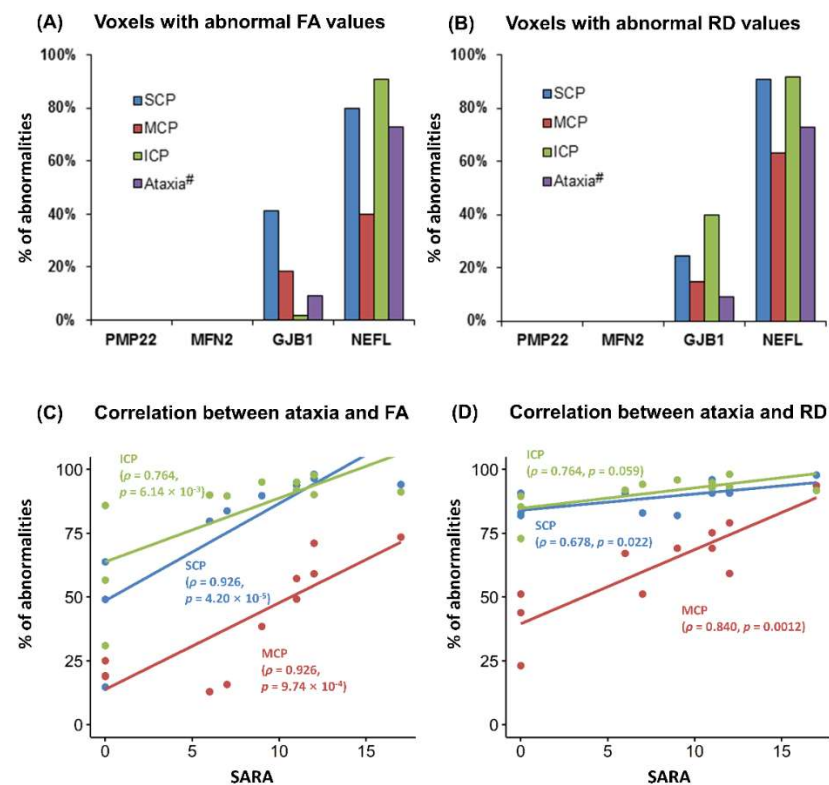 (A) Voxels with abnormal FA values
100%
80%
60%
40%
20%
0%
% of abnormalities
SCP
MCP
ICP
Ataxia#
PMP22 MFN2 GJB1 NEFL
(B) Voxels with abnormal RD values
100%
80%
60%
40%
20%
0%
% of abnormalities
SCP
MCP
ICP
Ataxia#
PMP22 MFN2 GJB1 NEFL
(C) Correlation between ataxia and FA
100
75
50
25
0
% of abnormalities
ICP
(ρ = 0.764,
p = 6.14 × 10⁻³)
SCP
(ρ = 0.926,
p = 4.20 × 10⁻⁵)
MCP
(ρ = 0.926,
p = 9.74 × 10⁻⁴)
0 5 10 15
SARA
(D) Correlation between ataxia and RD
100
75
50
25
0
% of abnormalities
ICP
(ρ = 0.764, p = 0.059)
SCP
(ρ = 0.678, p = 0.022)
MCP
(ρ = 0.840, p = 0.0012)
0 5 10 15
SARA